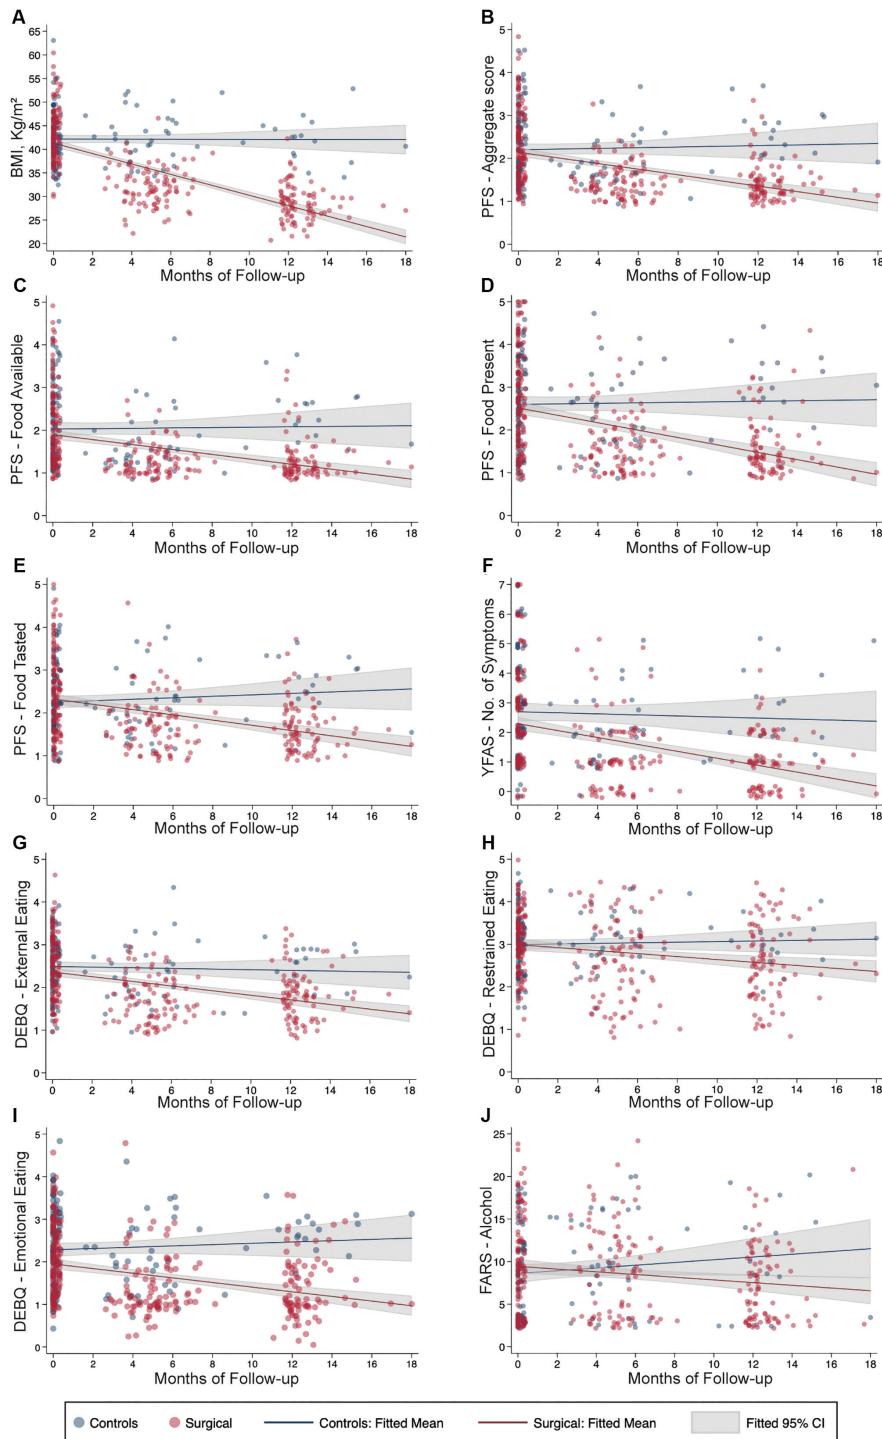 A
65
60
55
50
45
40
35
30
25
20
BMI, Kg/m²
0 2 4 6 8 10 12 14 16 18
Months of Follow-up
B
5
4
3
2
1
0
PFS - Aggregate score
0 2 4 6 8 10 12 14 16 18
Months of Follow-up
C
5
4
3
2
1
0
PFS - Food Available
0 2 4 6 8 10 12 14 16 18
Months of Follow-up
D
5
4
3
2
1
0
PFS - Food Present
0 2 4 6 8 10 12 14 16 18
Months of Follow-up
E
5
4
3
2
1
0
PFS - Food Tasted
0 2 4 6 8 10 12 14 16 18
Months of Follow-up
F
7
6
5
4
3
2
1
0
YFAS - No. of Symptoms
0 2 4 6 8 10 12 14 16 18
Months of Follow-up
G
5
4
3
2
1
0
DEBQ - External Eating
0 2 4 6 8 10 12 14 16 18
Months of Follow-up
H
5
4
3
2
1
0
DEBQ - Restrained Eating
0 2 4 6 8 10 12 14 16 18
Months of Follow-up
I
5
4
3
2
1
0
DEBQ - Emotional Eating
0 2 4 6 8 10 12 14 16 18
Months of Follow-up
J
25
20
15
10
5
0
FARS - Alcohol
0 2 4 6 8 10 12 14 16 18
Months of Follow-up
Controls Surgical Controls: Fitted Mean Surgical: Fitted Mean Fitted 95% CI